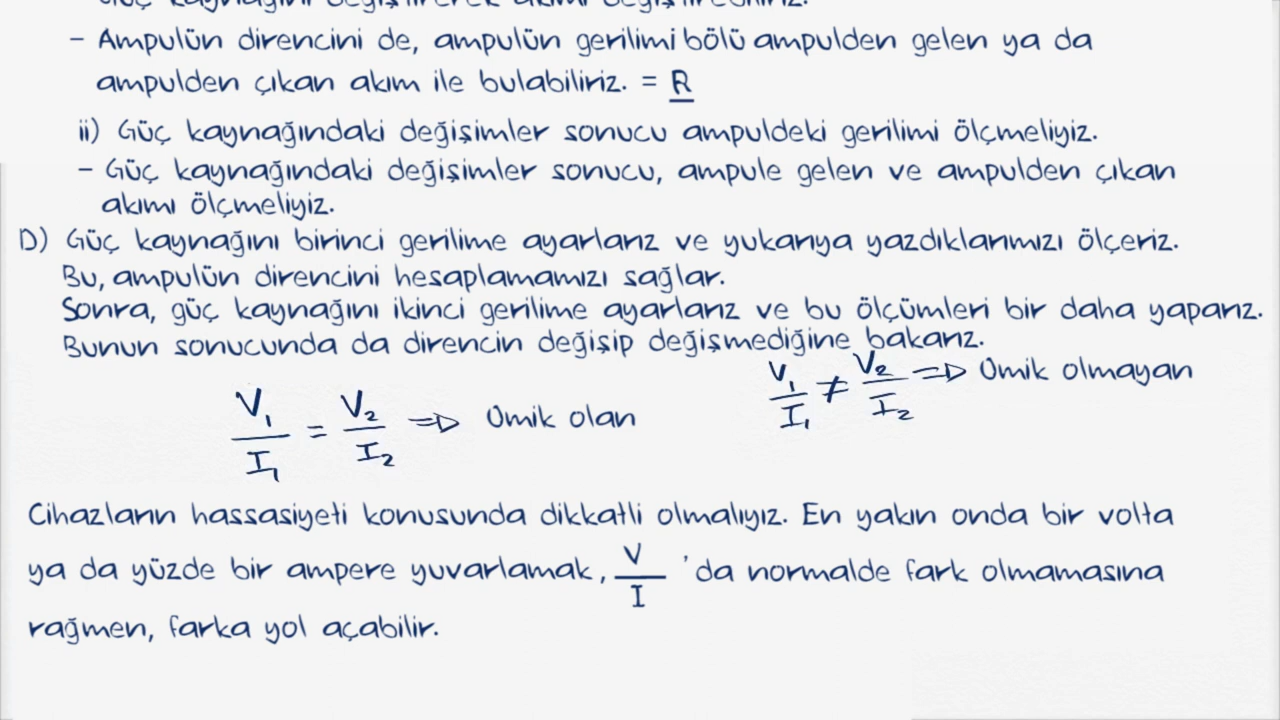 - Ampulün direncini de, ampulün gerilimi bölü ampulden gelen ya da
ampulden çıkan akım ile bulabiliriz. = R
ii) Güç kaynağındaki değişimler sonucu ampuldeki gerilimi ölçmeliyiz.
- Güç kaynağındaki değişimler sonucu, ampule gelen ve ampulden çıkan
akımı ölçmeliyiz.
D) Güç kaynağını birinci gerilime ayarlarız ve yukarıya yazdıklarımızı ölçeriz.
Bu, ampulün direncini hesaplamamızı sağlar.
Sonra, güç kaynağını ikinci gerilime ayarlarız ve bu ölçümleri bir daha yaparız.
Bunun sonucunda da direncin değişip değişmediğine bakarız.
V₁/I₁ = V₂/I₂ ⇒ Omik olan
V₁/I₁ ≠ V₂/I₂ ⇒ Omik olmayan
Cihazların hassasiyeti konusunda dikkatli olmalıyız. En yakın onda bir volta
ya da yüzde bir ampere yuvarlamak, V/I 'da normalde fark olmamasına
rağmen, farka yol açabilir.